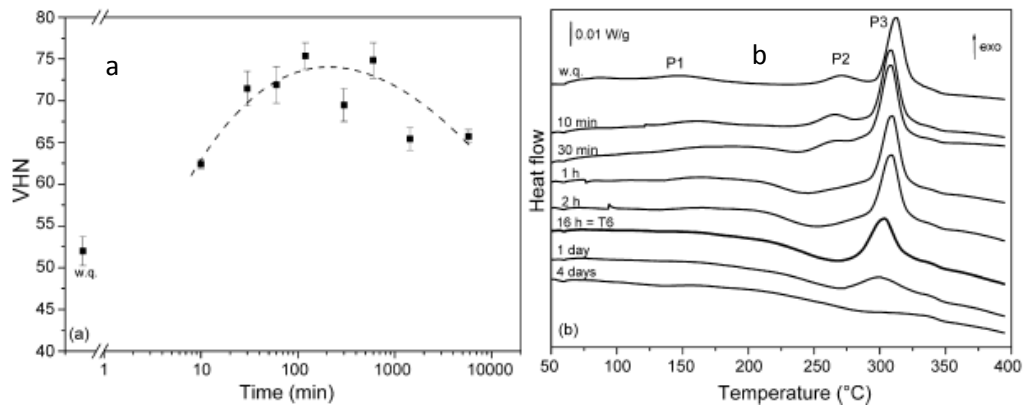 80
75
70
65
60
55
50
45
40
VHN
a
w.q.
(a)
1
10
100
1000
10000
Time (min)
0.01 W/g
b
P3
exo
P1
P2
w.q.
10 min
30 min
1 h
2 h
16 h = T6
1 day
4 days
(b)
Heat flow
50
100
150
200
250
300
350
400
Temperature (°C)